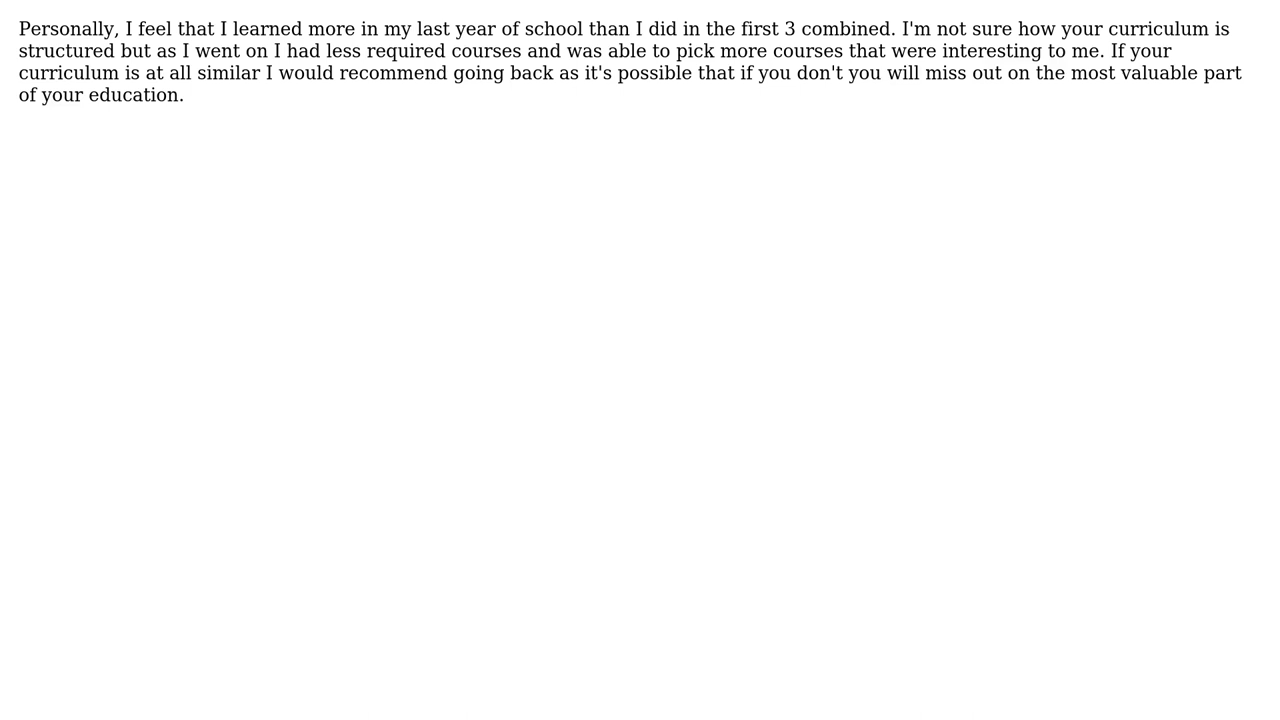 Personally, I feel that I learned more in my last year of school than I did in the first 3 combined. I'm not sure how your curriculum is
structured but as I went on I had less required courses and was able to pick more courses that were interesting to me. If your
curriculum is at all similar I would recommend going back as it's possible that if you don't you will miss out on the most valuable part
of your education.